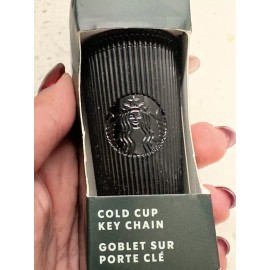 COLD CUP
KEY CHAIN
GOBLET SUR
PORTE CLÉ